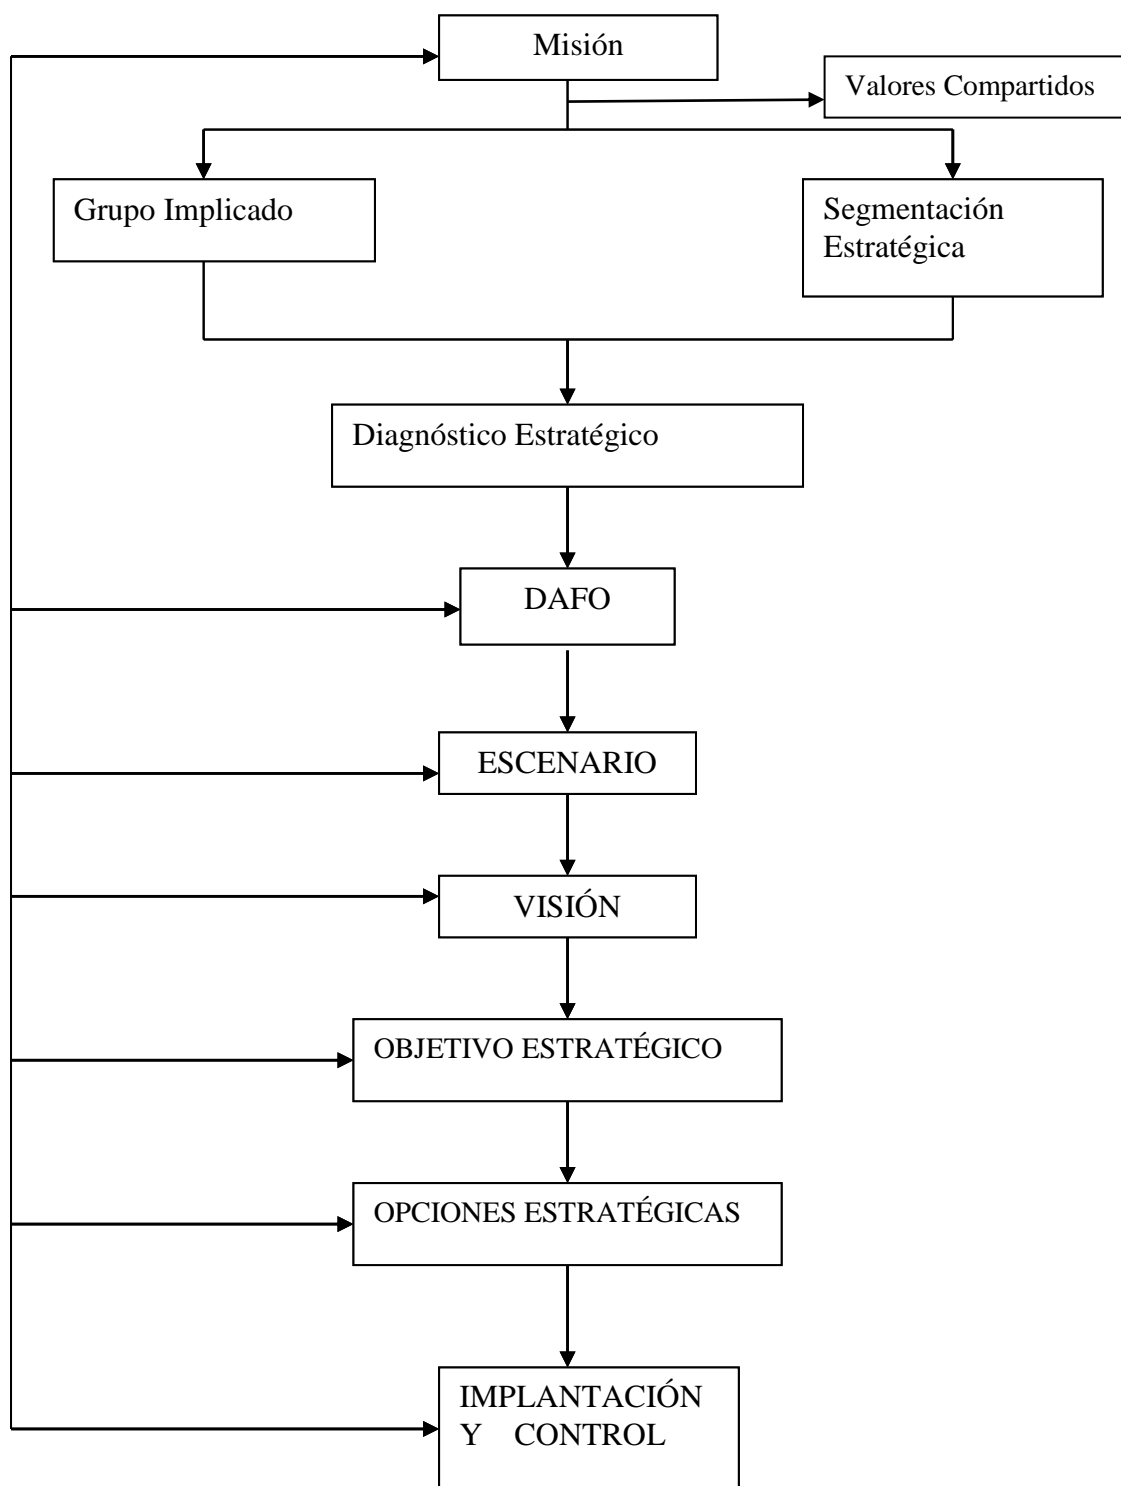 Misión
Valores Compartidos
Grupo Implicado
Segmentación
Estratégica
Diagnóstico Estratégico
DAFO
ESCENARIO
VISIÓN
OBJETIVO ESTRATÉGICO
OPCIONES ESTRATÉGICAS
IMPLANTACIÓN
Y CONTROL